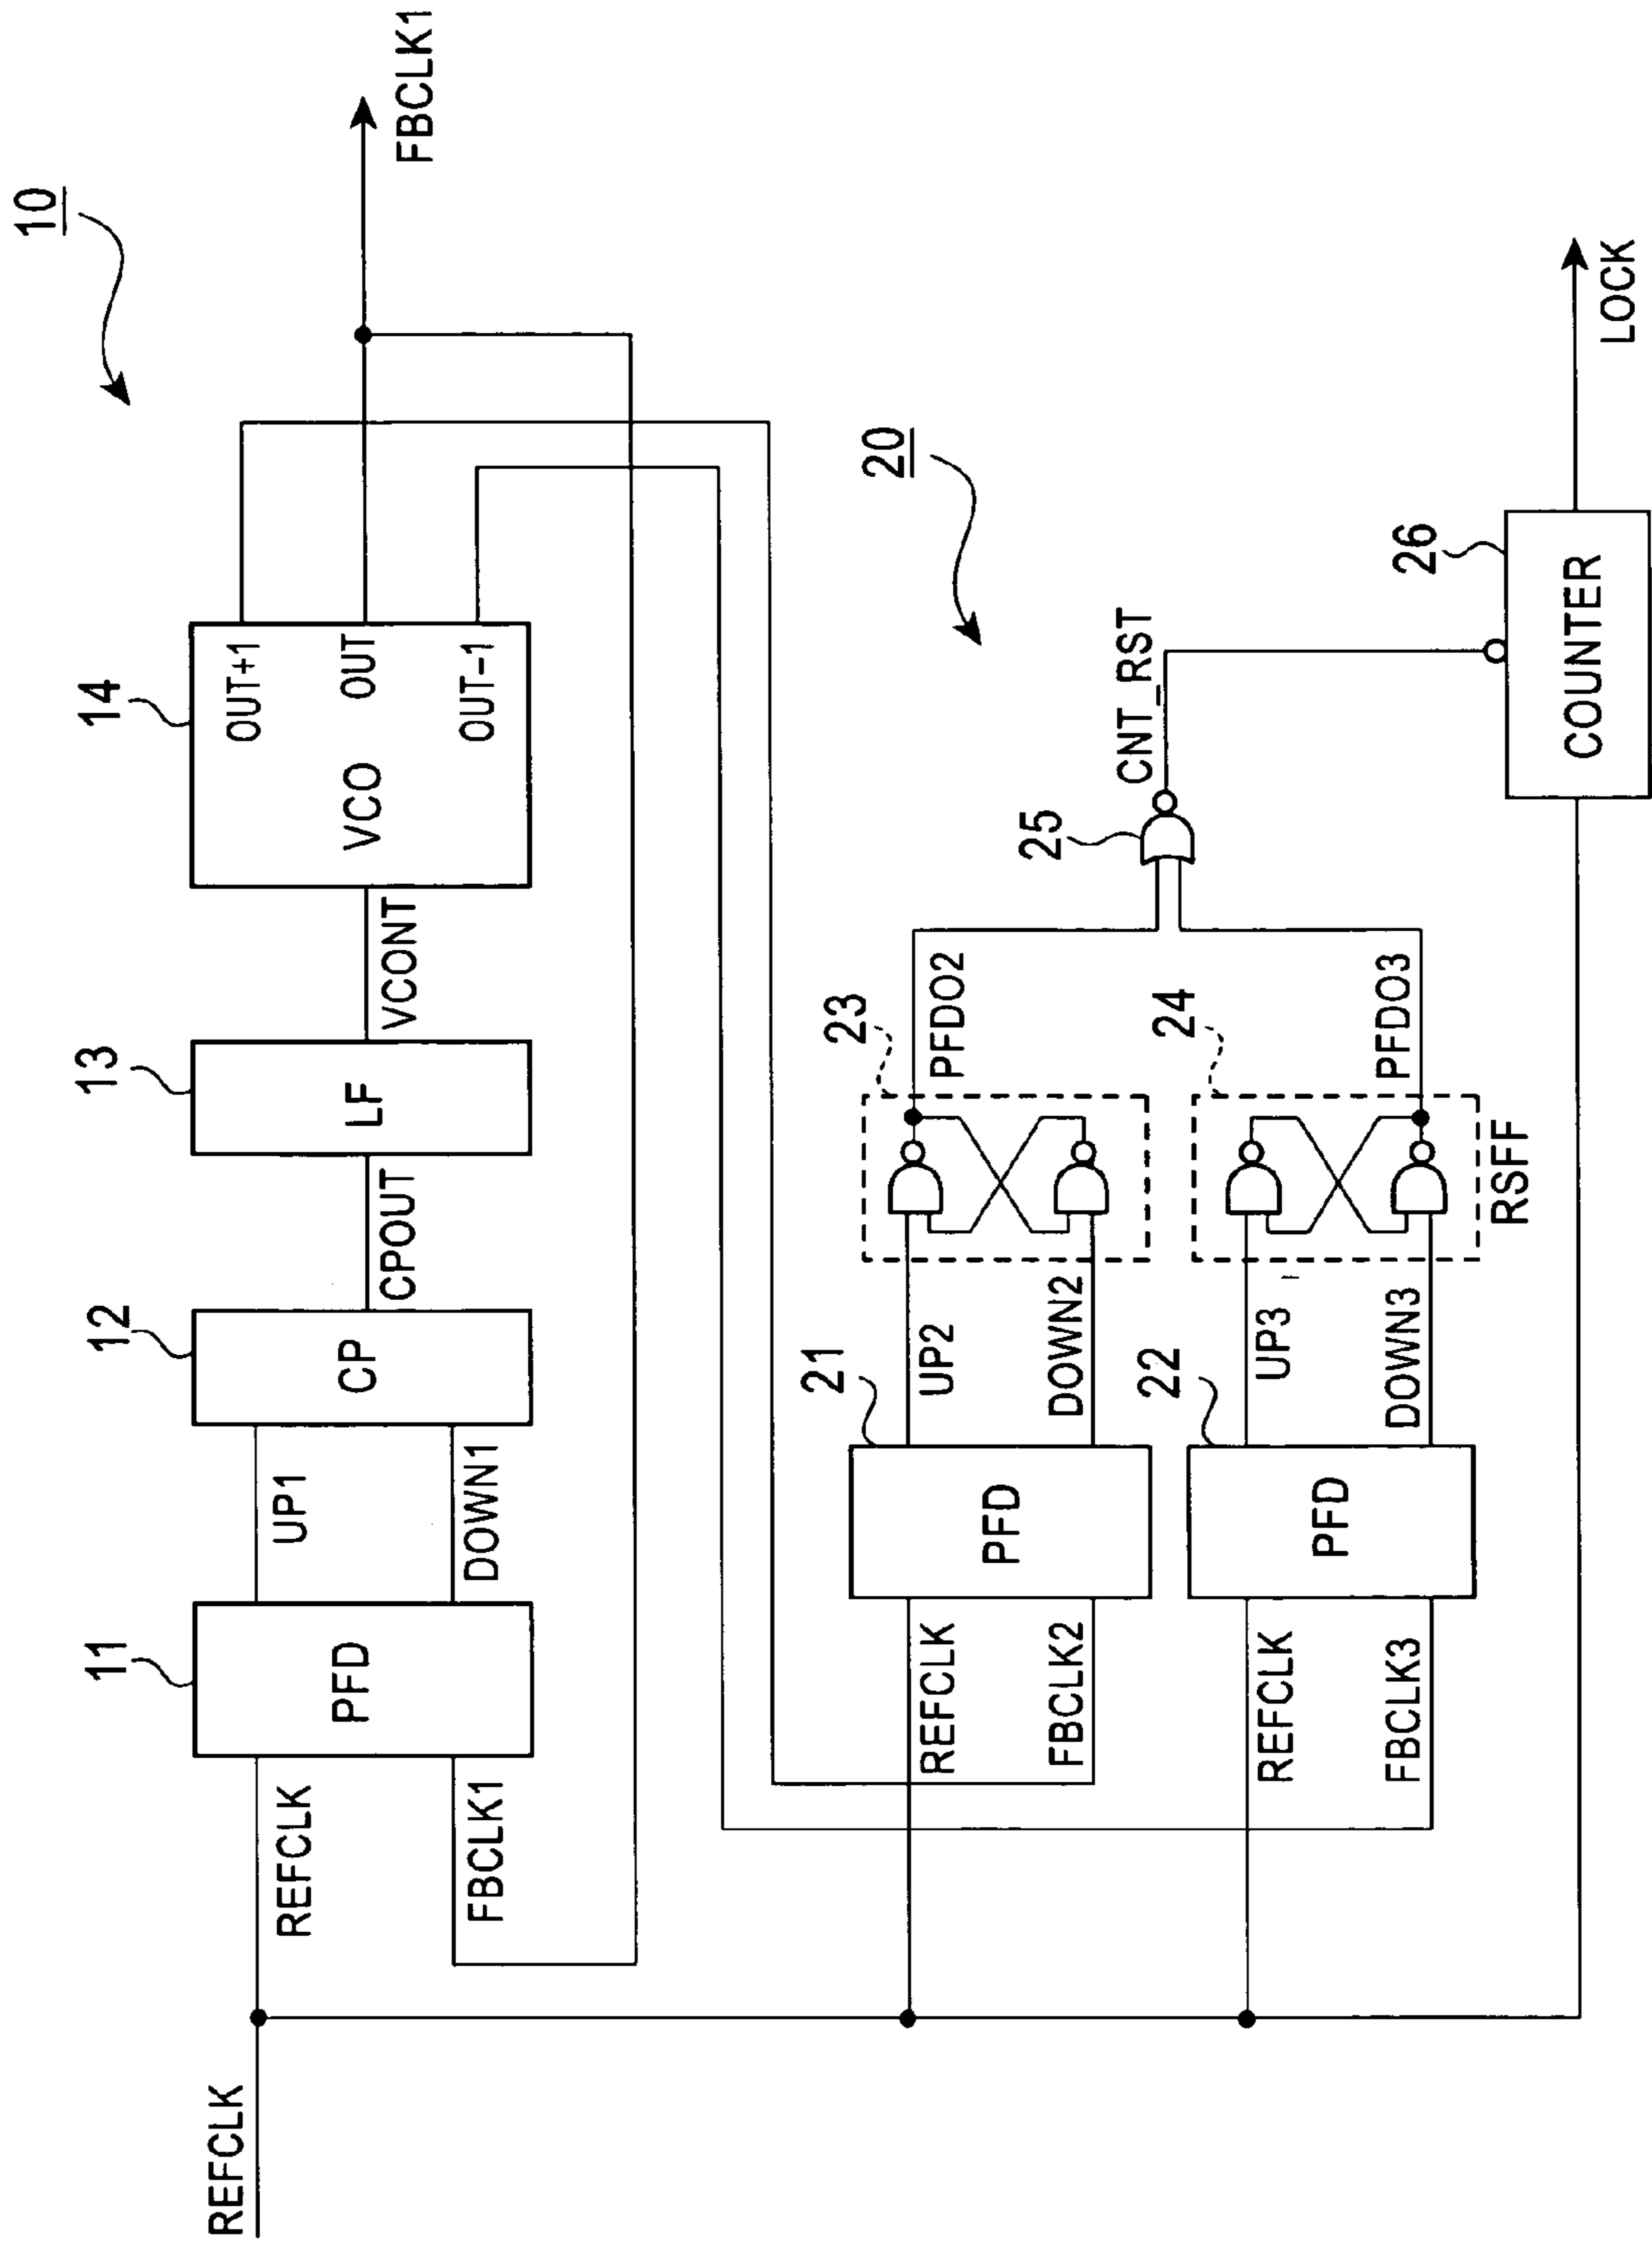 10
FBCLK1
14
OUT+1
OUT
OUT-1
VCO
VCONT
13
LF
CPOUT
12
CP
UP1
DOWN1
11
PFD
REFCLK
FBCLK1
REFCLK
20
21
PFD
REFCLK
FBCLK2
UP2
DOWN2
23
PFDO2
22
PFD
REFCLK
FBCLK3
UP3
DOWN3
24
PFDO3
RSFF
25
CNT_RST
26
COUNTER
LOCK